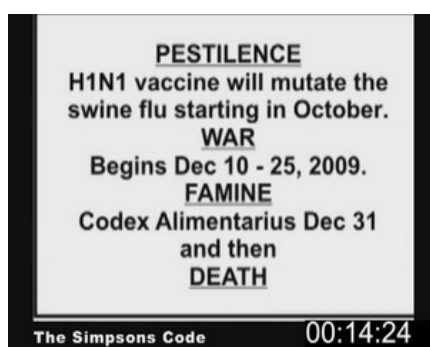 PESTILENCE
H1N1 vaccine will mutate the
swine flu starting in October.
WAR
Begins Dec 10 - 25, 2009.
FAMINE
Codex Alimentarius Dec 31
and then
DEATH
The Simpsons Code
00:14:24